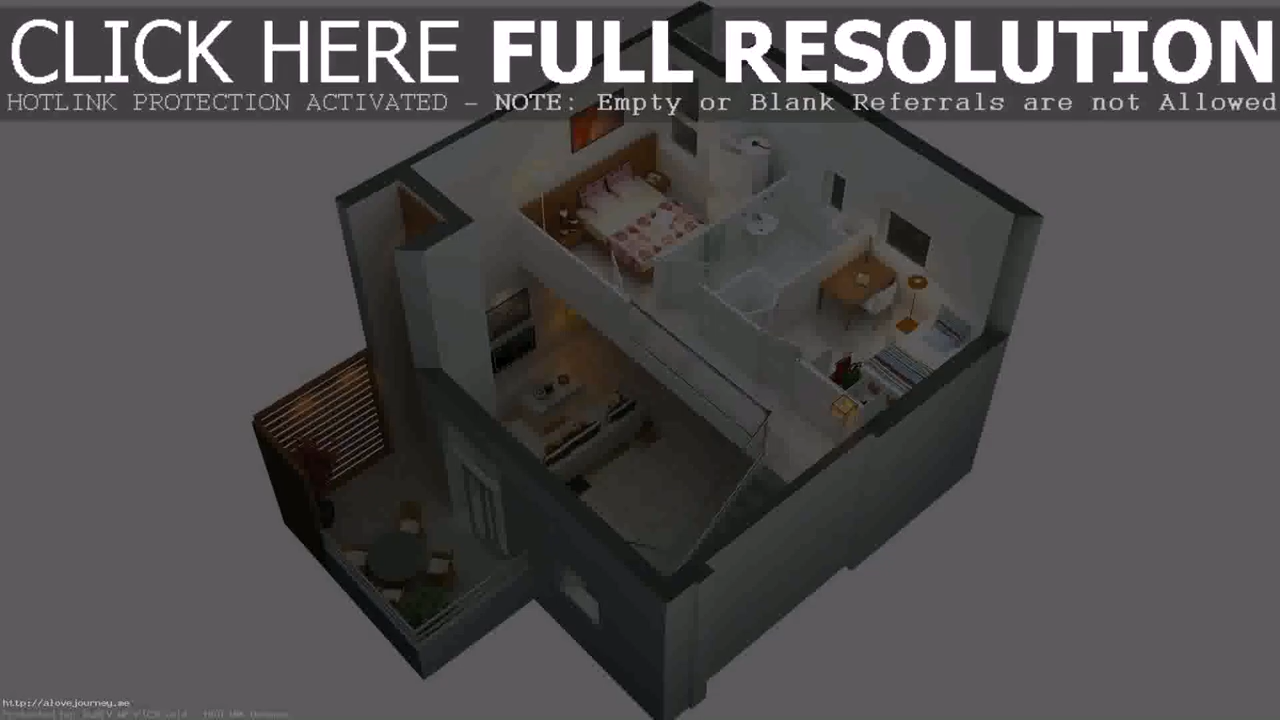 CLICK HERE FULL RESOLUTION
HOTLINK PROTECTION ACTIVATED – NOTE: Empty or Blank Referrals are not Allowed
http://alovejourney.me